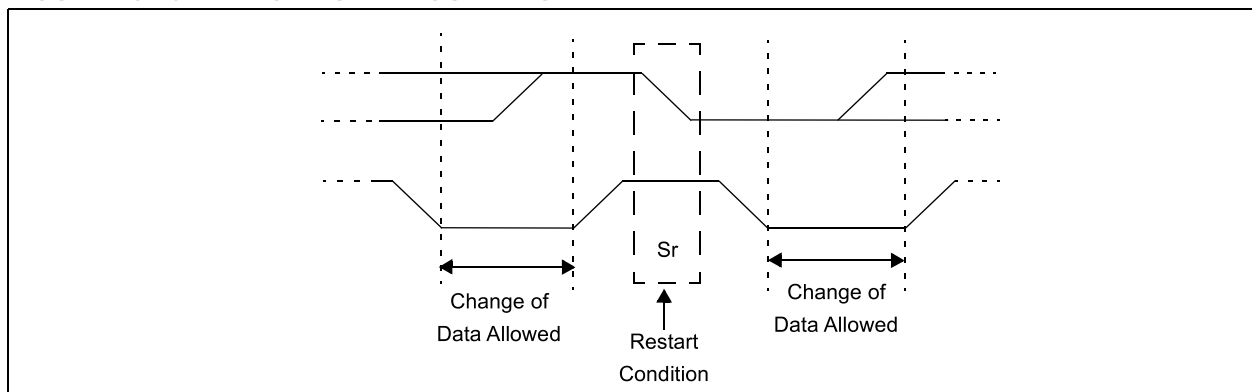 Sr
Change of
Data Allowed
Restart
Condition
Change of
Data Allowed